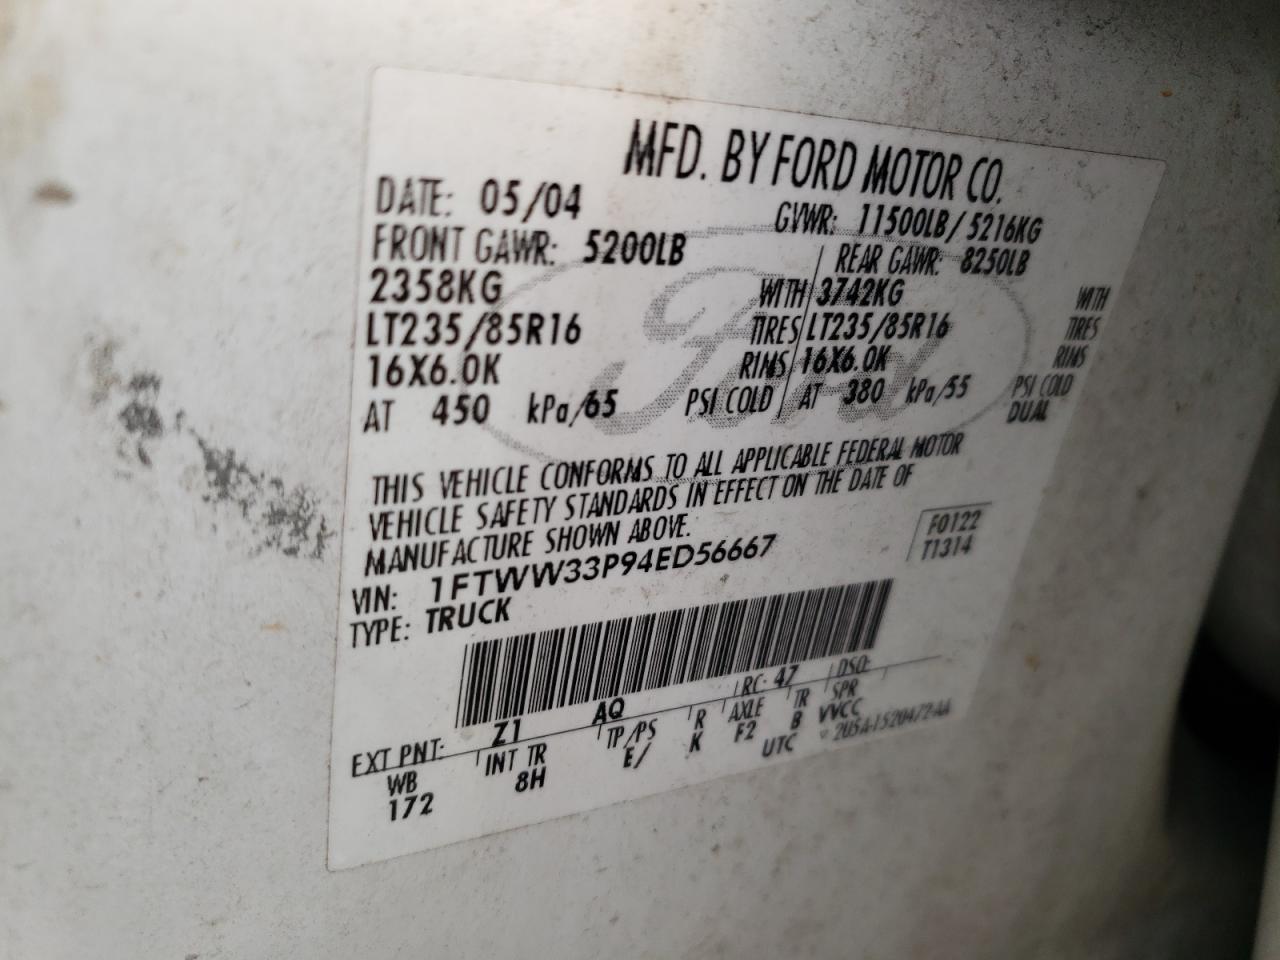 MFD. BY FORD MOTOR CO.
DATE: 05/04 GVWR: 11500LB/5216KG
FRONT GAWR: 5200LB REAR GAWR: 8250LB
2358KG WITH 3742KG WITH
LT235/85R16 TIRES LT235/85R16 TIRES
16X6.0K RIMS 16X6.0K RIMS
AT 450 kPa/65 PSI COLD AT 380 kPa/55 PSI COLD
DUAL
Ford
THIS VEHICLE CONFORMS TO ALL APPLICABLE FEDERAL MOTOR
VEHICLE SAFETY STANDARDS IN EFFECT ON THE DATE OF
MANUFACTURE SHOWN ABOVE.
F0122
T1314
VIN: 1FTWW33P94ED56667
TYPE: TRUCK
EXT PNT: Z1 AQ RC: 47 DSO:
WB INT TR TP/PS R AXLE TR SPR
172 8H E/ K F2 B VVCC
UTC